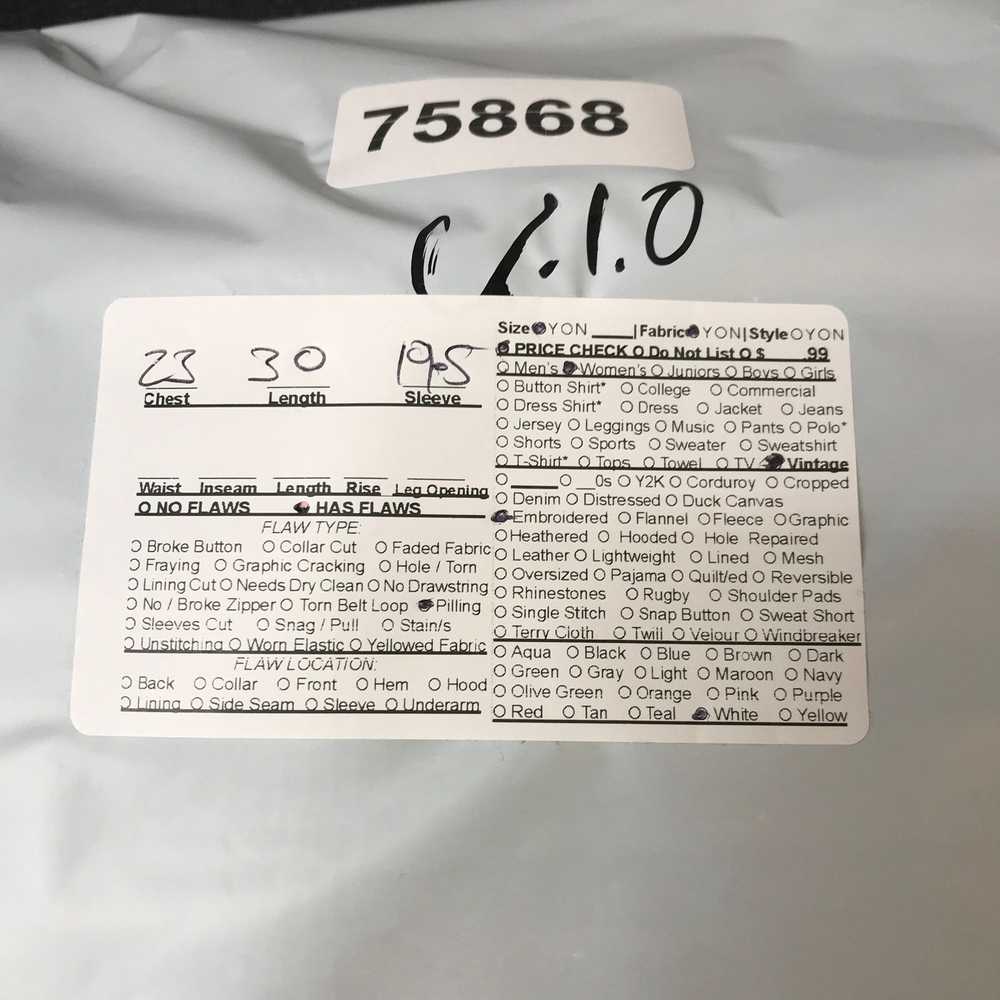 75868
.1.0
23 30 19.5
Chest Length Sleeve
Waist Inseam Length Rise Leg Opening
O NO FLAWS HAS FLAWS
FLAW TYPE:
O Broke Button O Collar Cut O Faded Fabric
O Fraying O Graphic Cracking O Hole / Torn
O Lining Cut O Needs Dry Clean O No Drawstring
O No / Broke Zipper O Torn Belt Loop Pilling
O Sleeves Cut O Snag / Pull O Stain/s
O Unstitching O Worn Elastic O Yellowed Fabric
FLAW LOCATION:
O Back O Collar O Front O Hem O Hood
O Lining O Side Seam O Sleeve O Underarm
Size YON ____|Fabric YON|Style OYON
PRICE CHECK O Do Not List O $ ____.99
O Men's Women's O Juniors O Boys O Girls
O Button Shirt* O College O Commercial
O Dress Shirt* O Dress O Jacket O Jeans
O Jersey O Leggings O Music O Pants O Polo*
O Shorts O Sports O Sweater O Sweatshirt
O T-Shirt* O Tops O Towel O TV Vintage
O ____ O __0s O Y2K O Corduroy O Cropped
O Denim O Distressed O Duck Canvas
Embroidered O Flannel OFleece OGraphic
OHeathered O Hooded O Hole Repaired
O Leather O Lightweight O Lined O Mesh
O Oversized O Pajama O Quilt/ed O Reversible
O Rhinestones O Rugby O Shoulder Pads
O Single Stitch O Snap Button O Sweat Short
O Terry Cloth O Twill O Velour O Windbreaker
O Aqua O Black O Blue O Brown O Dark
O Green O Gray O Light O Maroon O Navy
O Olive Green O Orange O Pink O Purple
O Red O Tan O Teal White O Yellow